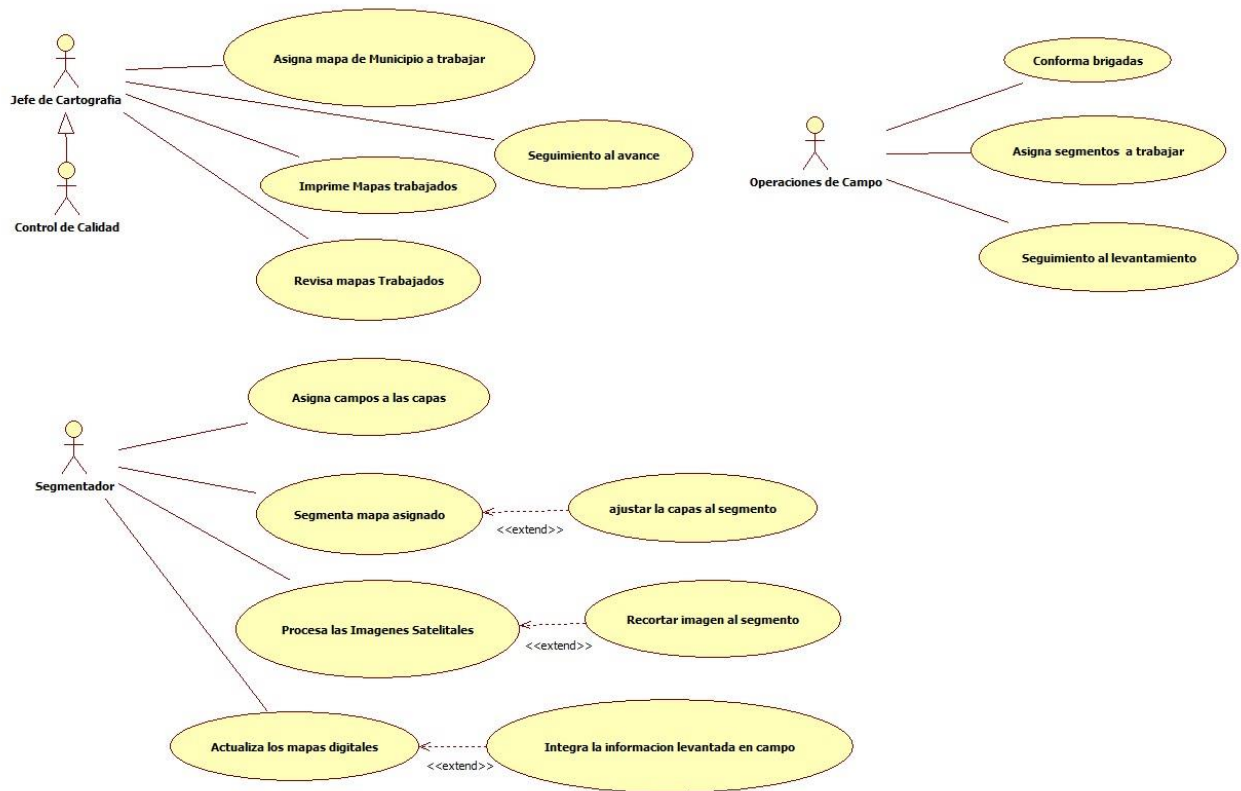 Asigna mapa de Municipio a trabajar
Jefe de Cartografia
Seguimiento al avance
Imprime Mapas trabajados
Control de Calidad
Revisa mapas Trabajados
Conforma brigadas
Asigna segmentos a trabajar
Operaciones de Campo
Seguimiento al levantamiento
Asigna campos a las capas
Segmentador
Segmenta mapa asignado
<<extend>>
ajustar la capas al segmento
Procesa las Imagenes Satelitales
<<extend>>
Recortar imagen al segmento
Actualiza los mapas digitales
<<extend>>
Integra la informacion levantada en campo